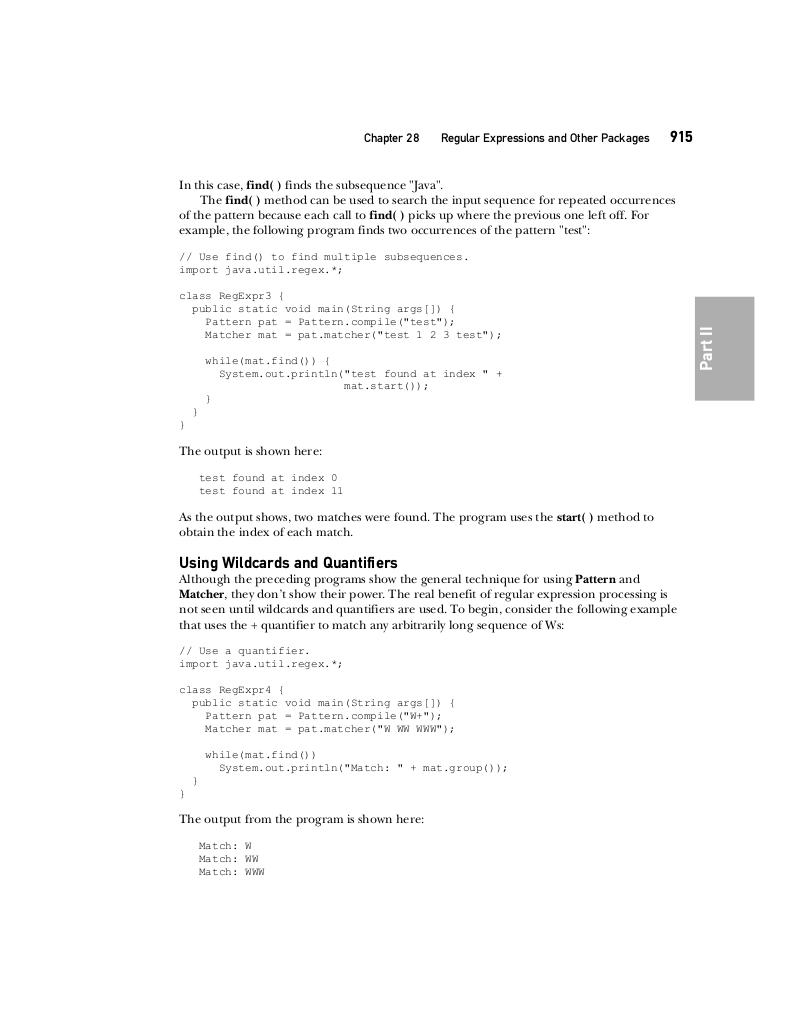 Chapter 28 Regular Expressions and Other Packages 915
In this case, find( ) finds the subsequence "Java".
The find( ) method can be used to search the input sequence for repeated occurrences
of the pattern because each call to find( ) picks up where the previous one left off. For
example, the following program finds two occurrences of the pattern "test":
// Use find() to find multiple subsequences.
import java.util.regex.*;
class RegExpr3 {
  public static void main(String args[]) {
    Pattern pat = Pattern.compile("test");
    Matcher mat = pat.matcher("test 1 2 3 test");
    while(mat.find()) {
      System.out.println("test found at index " +
                         mat.start());
    }
  }
}
Part II
The output is shown here:
test found at index 0
test found at index 11
As the output shows, two matches were found. The program uses the start( ) method to
obtain the index of each match.
Using Wildcards and Quantifiers
Although the preceding programs show the general technique for using Pattern and
Matcher, they don't show their power. The real benefit of regular expression processing is
not seen until wildcards and quantifiers are used. To begin, consider the following example
that uses the + quantifier to match any arbitrarily long sequence of Ws:
// Use a quantifier.
import java.util.regex.*;
class RegExpr4 {
  public static void main(String args[]) {
    Pattern pat = Pattern.compile("W+");
    Matcher mat = pat.matcher("W WW WWW");
    while(mat.find())
      System.out.println("Match: " + mat.group());
  }
}
The output from the program is shown here:
Match: W
Match: WW
Match: WWW